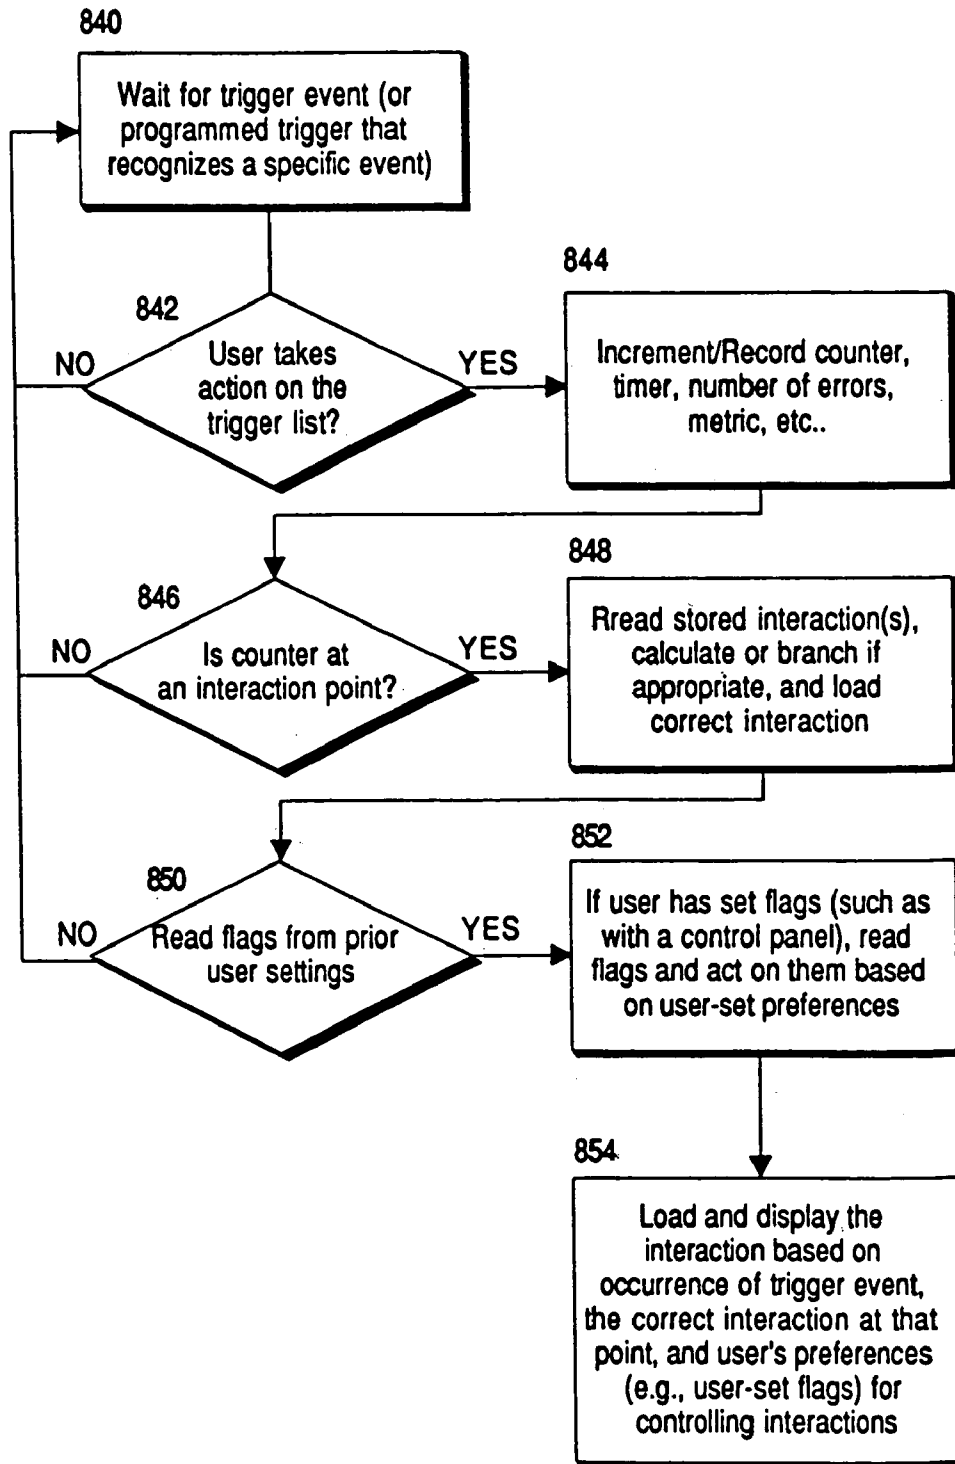 840
Wait for trigger event (or
programmed trigger that
recognizes a specific event)
842
User takes
action on the
trigger list?
NO
YES
844
Increment/Record counter,
timer, number of errors,
metric, etc..
846
Is counter at
an interaction point?
NO
YES
848
Rread stored interaction(s),
calculate or branch if
appropriate, and load
correct interaction
850
Read flags from prior
user settings
NO
YES
852
If user has set flags (such as
with a control panel), read
flags and act on them based
on user-set preferences
854
Load and display the
interaction based on
occurrence of trigger event,
the correct interaction at that
point, and user's preferences
(e.g., user-set flags) for
controlling interactions